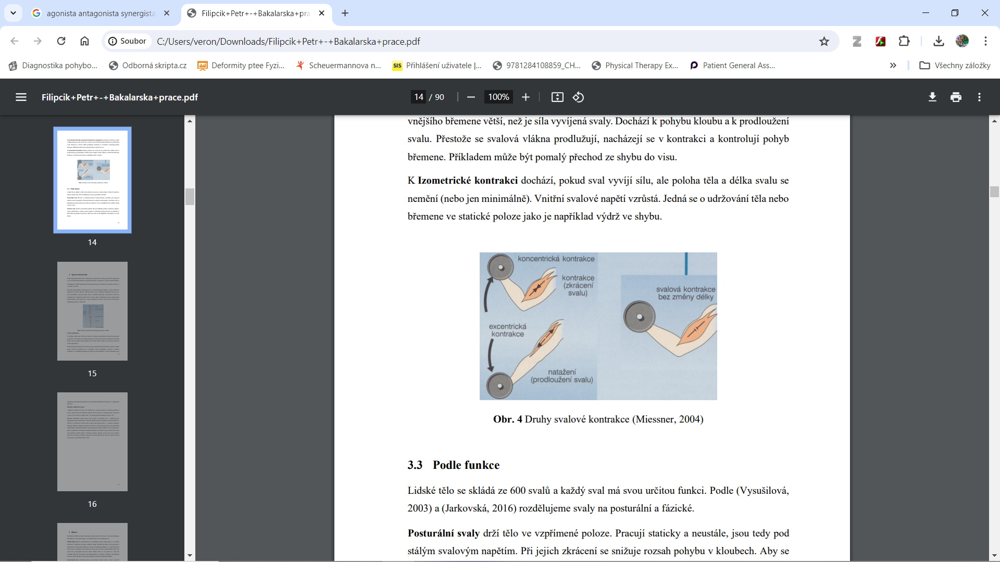 agonista antagonista synergista
Filipcik+Petr+-+Bakalarska+pra
Soubor
C:/Users/veron/Downloads/Filipcik+Petr+-+Bakalarska+prace.pdf
Diagnostika pohybo...
Odborná skripta.cz
Deformity ptee Fyzi...
Scheuermannova n...
SIS
Přihlášení uživatele |...
9781284108859_CH...
Physical Therapy Ex...
Patient General Ass...
Všechny záložky
Filipcik+Petr+-+Bakalarska+prace.pdf
14 / 90
100%
14
15
16
vnějšího břemene větší, než je síla vyvíjená svaly. Dochází k pohybu kloubu a k prodloužení
svalu. Přestože se svalová vlákna prodlužují, nacházejí se v kontrakci a kontrolují pohyb
břemene. Příkladem může být pomalý přechod ze shybu do visu.
K Izometrické kontrakci dochází, pokud sval vyvíjí sílu, ale poloha těla a délka svalu se
nemění (nebo jen minimálně). Vnitřní svalové napětí vzrůstá. Jedná se o udržování těla nebo
břemene ve statické poloze jako je například výdrž ve shybu.
koncentrická kontrakce
kontrakce
(zkrácení
svalu)
excentrická
kontrakce
natažení
(prodloužení svalu)
svalová kontrakce
bez změny délky
Obr. 4 Druhy svalové kontrakce (Miessner, 2004)
3.3 Podle funkce
Lidské tělo se skládá ze 600 svalů a každý sval má svou určitou funkci. Podle (Vysušilová,
2003) a (Jarkovská, 2016) rozdělujeme svaly na posturální a fázické.
Posturální svaly drží tělo ve vzpřímené poloze. Pracují staticky a neustále, jsou tedy pod
stálým svalovým napětím. Při jejich zkrácení se snižuje rozsah pohybu v kloubech. Aby se